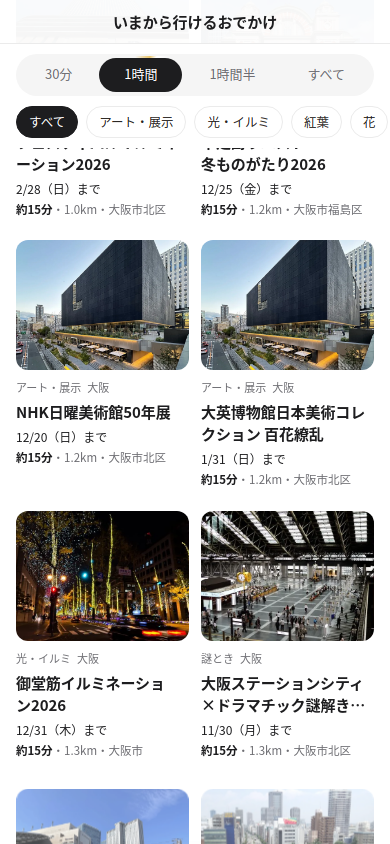 いまから行けるおでかけ
30分
1時間
1時間半
すべて
すべて
アート・展示
光・イルミ
紅葉
花
ーション2026
2/28（日）まで
約15分・1.0km・大阪市北区
冬ものがたり2026
12/25（金）まで
約15分・1.2km・大阪市福島区
アート・展示 大阪
NHK日曜美術館50年展
12/20（日）まで
約15分・1.2km・大阪市北区
アート・展示 大阪
大英博物館日本美術コレ
クション 百花繚乱
1/31（日）まで
約15分・1.2km・大阪市北区
光・イルミ 大阪
御堂筋イルミネーショ
ン2026
12/31（木）まで
約15分・1.3km・大阪市
謎とき 大阪
大阪ステーションシティ
×ドラマチック謎解き…
11/30（月）まで
約15分・1.3km・大阪市北区